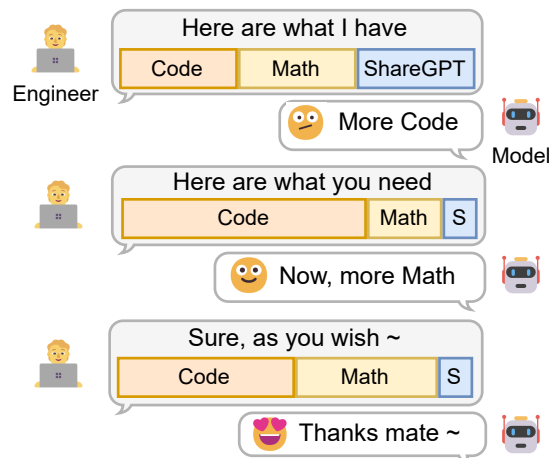 Here are what I have
Code Math ShareGPT
Engineer
More Code
Model
Here are what you need
Code Math S
Now, more Math
Sure, as you wish ~
Code Math S
Thanks mate ~